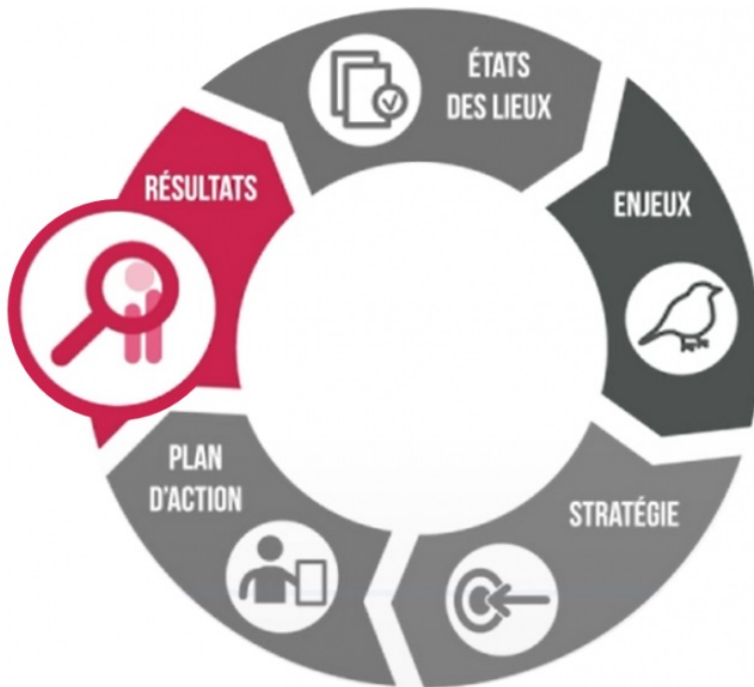 ÉTATS
DES LIEUX
ENJEUX
STRATÉGIE
PLAN
D'ACTION
RÉSULTATS